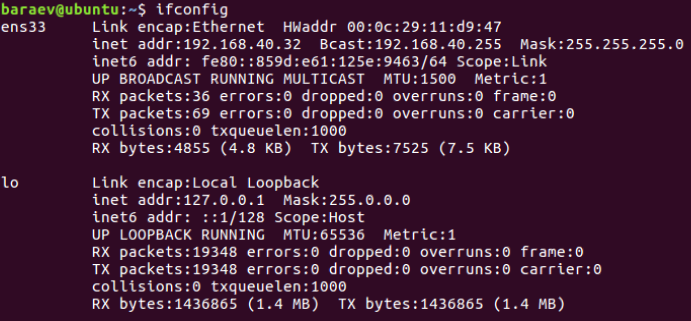 baraev@ubuntu:~$ ifconfig
ens33     Link encap:Ethernet  HWaddr 00:0c:29:11:d9:47
          inet addr:192.168.40.32  Bcast:192.168.40.255  Mask:255.255.255.0
          inet6 addr: fe80::859d:e61:125e:9463/64 Scope:Link
          UP BROADCAST RUNNING MULTICAST  MTU:1500  Metric:1
          RX packets:36 errors:0 dropped:0 overruns:0 frame:0
          TX packets:69 errors:0 dropped:0 overruns:0 carrier:0
          collisions:0 txqueuelen:1000
          RX bytes:4855 (4.8 KB)  TX bytes:7525 (7.5 KB)
lo        Link encap:Local Loopback
          inet addr:127.0.0.1  Mask:255.0.0.0
          inet6 addr: ::1/128 Scope:Host
          UP LOOPBACK RUNNING  MTU:65536  Metric:1
          RX packets:19348 errors:0 dropped:0 overruns:0 frame:0
          TX packets:19348 errors:0 dropped:0 overruns:0 carrier:0
          collisions:0 txqueuelen:1000
          RX bytes:1436865 (1.4 MB)  TX bytes:1436865 (1.4 MB)